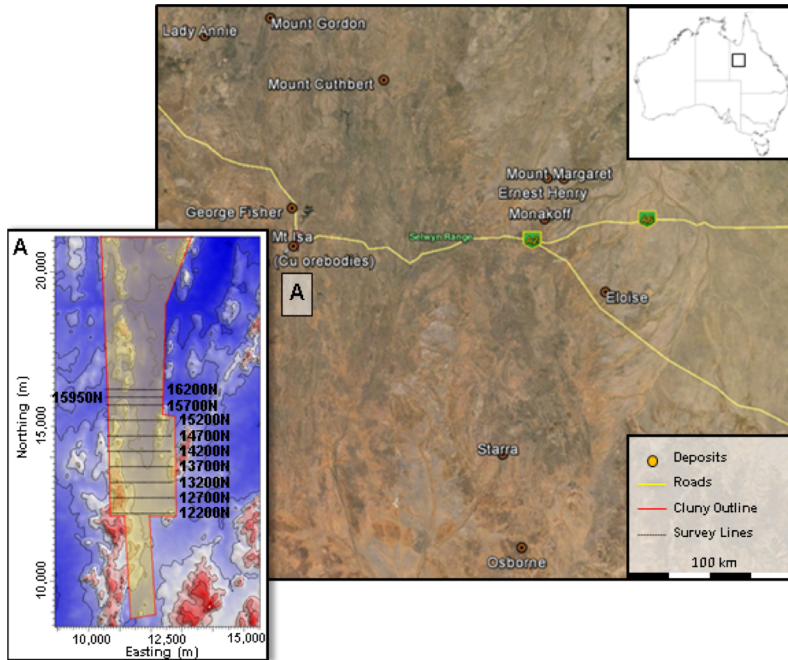 Lady Annie
Mount Gordon
Mount Cuthbert
Mount Margaret
Ernest Henry
Monakoff
George Fisher
Mt Isa
(Cu orebodies)
Selwyn Range
A
Eloise
Starra
Osborne
A
20,000
15,000
10,000
Northing (m)
15950N
16200N
15700N
15200N
14700N
14200N
13700N
13200N
12700N
12200N
10,000
12,500
15,500
Easting (m)
Deposits
Roads
Cluny Outline
Survey Lines
100 km